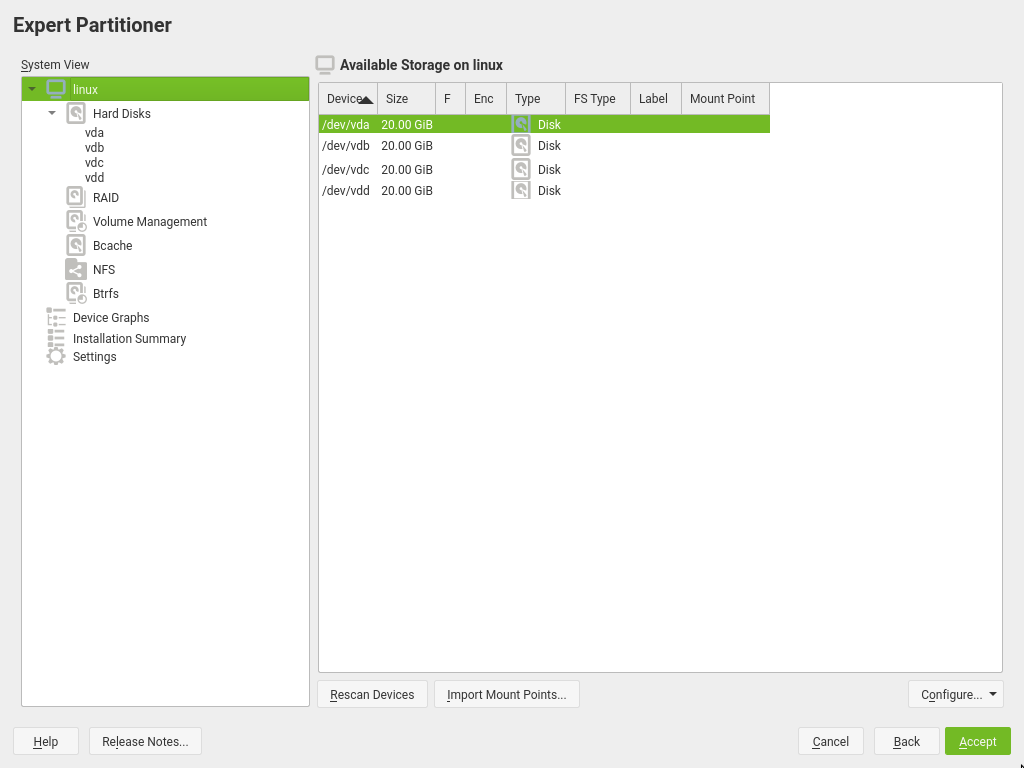 Expert Partitioner
System View
linux
Hard Disks
vda
vdb
vdc
vdd
RAID
Volume Management
Bcache
NFS
Btrfs
Device Graphs
Installation Summary
Settings
Available Storage on linux
Device Size F Enc Type FS Type Label Mount Point
/dev/vda 20.00 GiB Disk
/dev/vdb 20.00 GiB Disk
/dev/vdc 20.00 GiB Disk
/dev/vdd 20.00 GiB Disk
Rescan Devices Import Mount Points... Configure...
Help Release Notes... Cancel Back Accept